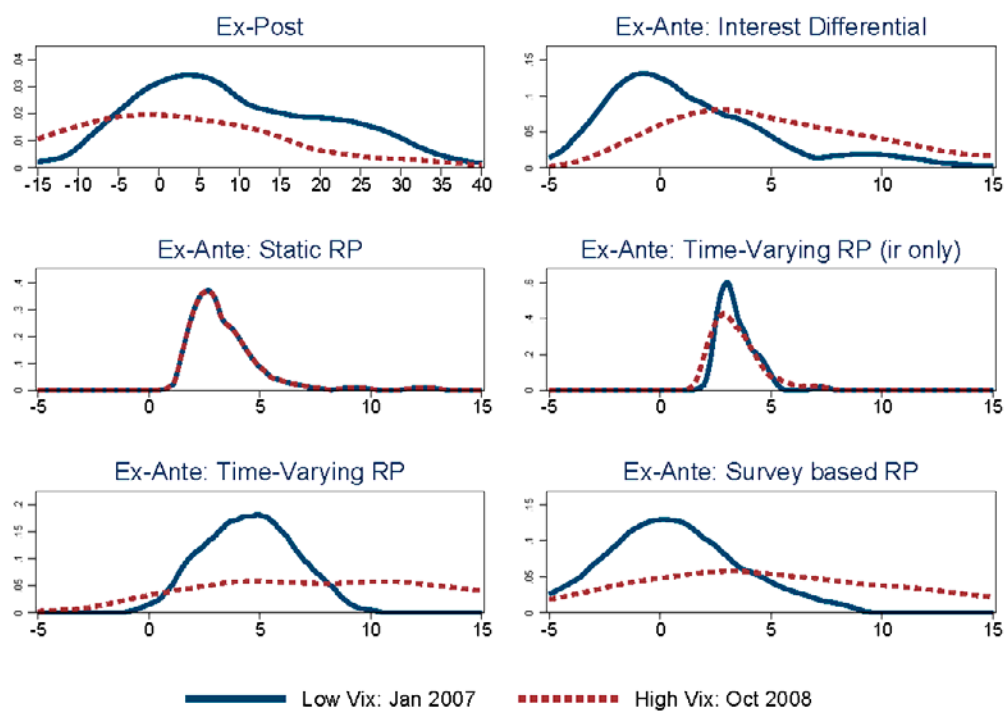 Ex-Post
Ex-Ante: Interest Differential
0 .01 .02 .03 .04
-15 -10 -5 0 5 10 15 20 25 30 35 40
0 .05 .1 .15
-5 0 5 10 15
Ex-Ante: Static RP
Ex-Ante: Time-Varying RP (ir only)
0 .1 .2 .3 .4
-5 0 5 10 15
0 .2 .4 .6
-5 0 5 10 15
Ex-Ante: Time-Varying RP
Ex-Ante: Survey based RP
0 .05 .1 .15 .2
-5 0 5 10 15
0 .05 .1 .15
-5 0 5 10 15
Low Vix: Jan 2007
High Vix: Oct 2008